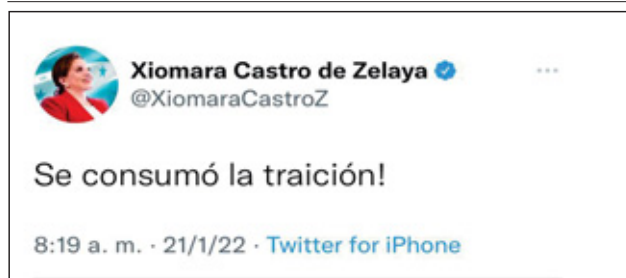 Xiomara Castro de Zelaya
@XiomaraCastroZ
Se consumó la traición!
8:19 a. m. · 21/1/22 · Twitter for iPhone